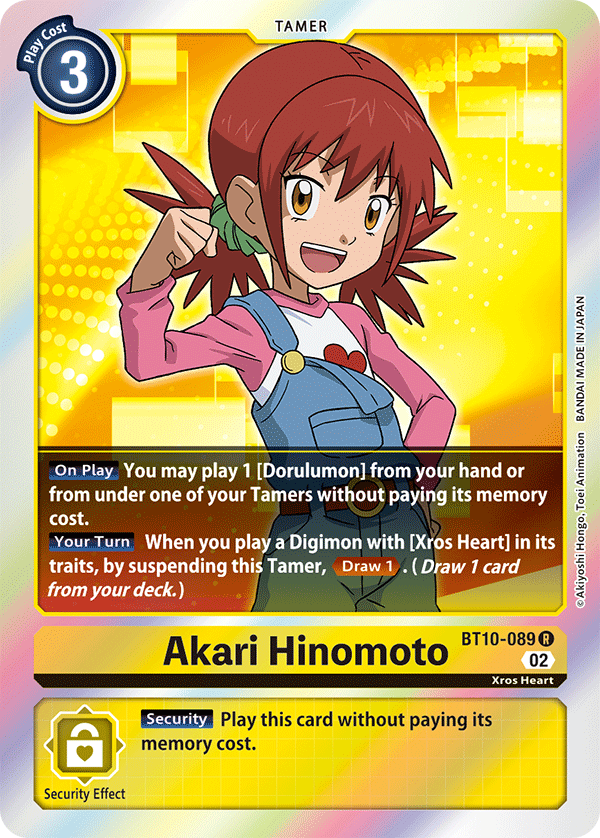 TAMER
Play Cost
3
On Play You may play 1 [Dorulumon] from your hand or
from under one of your Tamers without paying its memory
cost.
Your Turn When you play a Digimon with [Xros Heart] in its
traits, by suspending this Tamer, Draw 1. (Draw 1 card
from your deck.)
©Akiyoshi Hongo, Toei Animation BANDAI MADE IN JAPAN
Akari Hinomoto
BT10-089 R
02
Xros Heart
Security Play this card without paying its
memory cost.
Security Effect